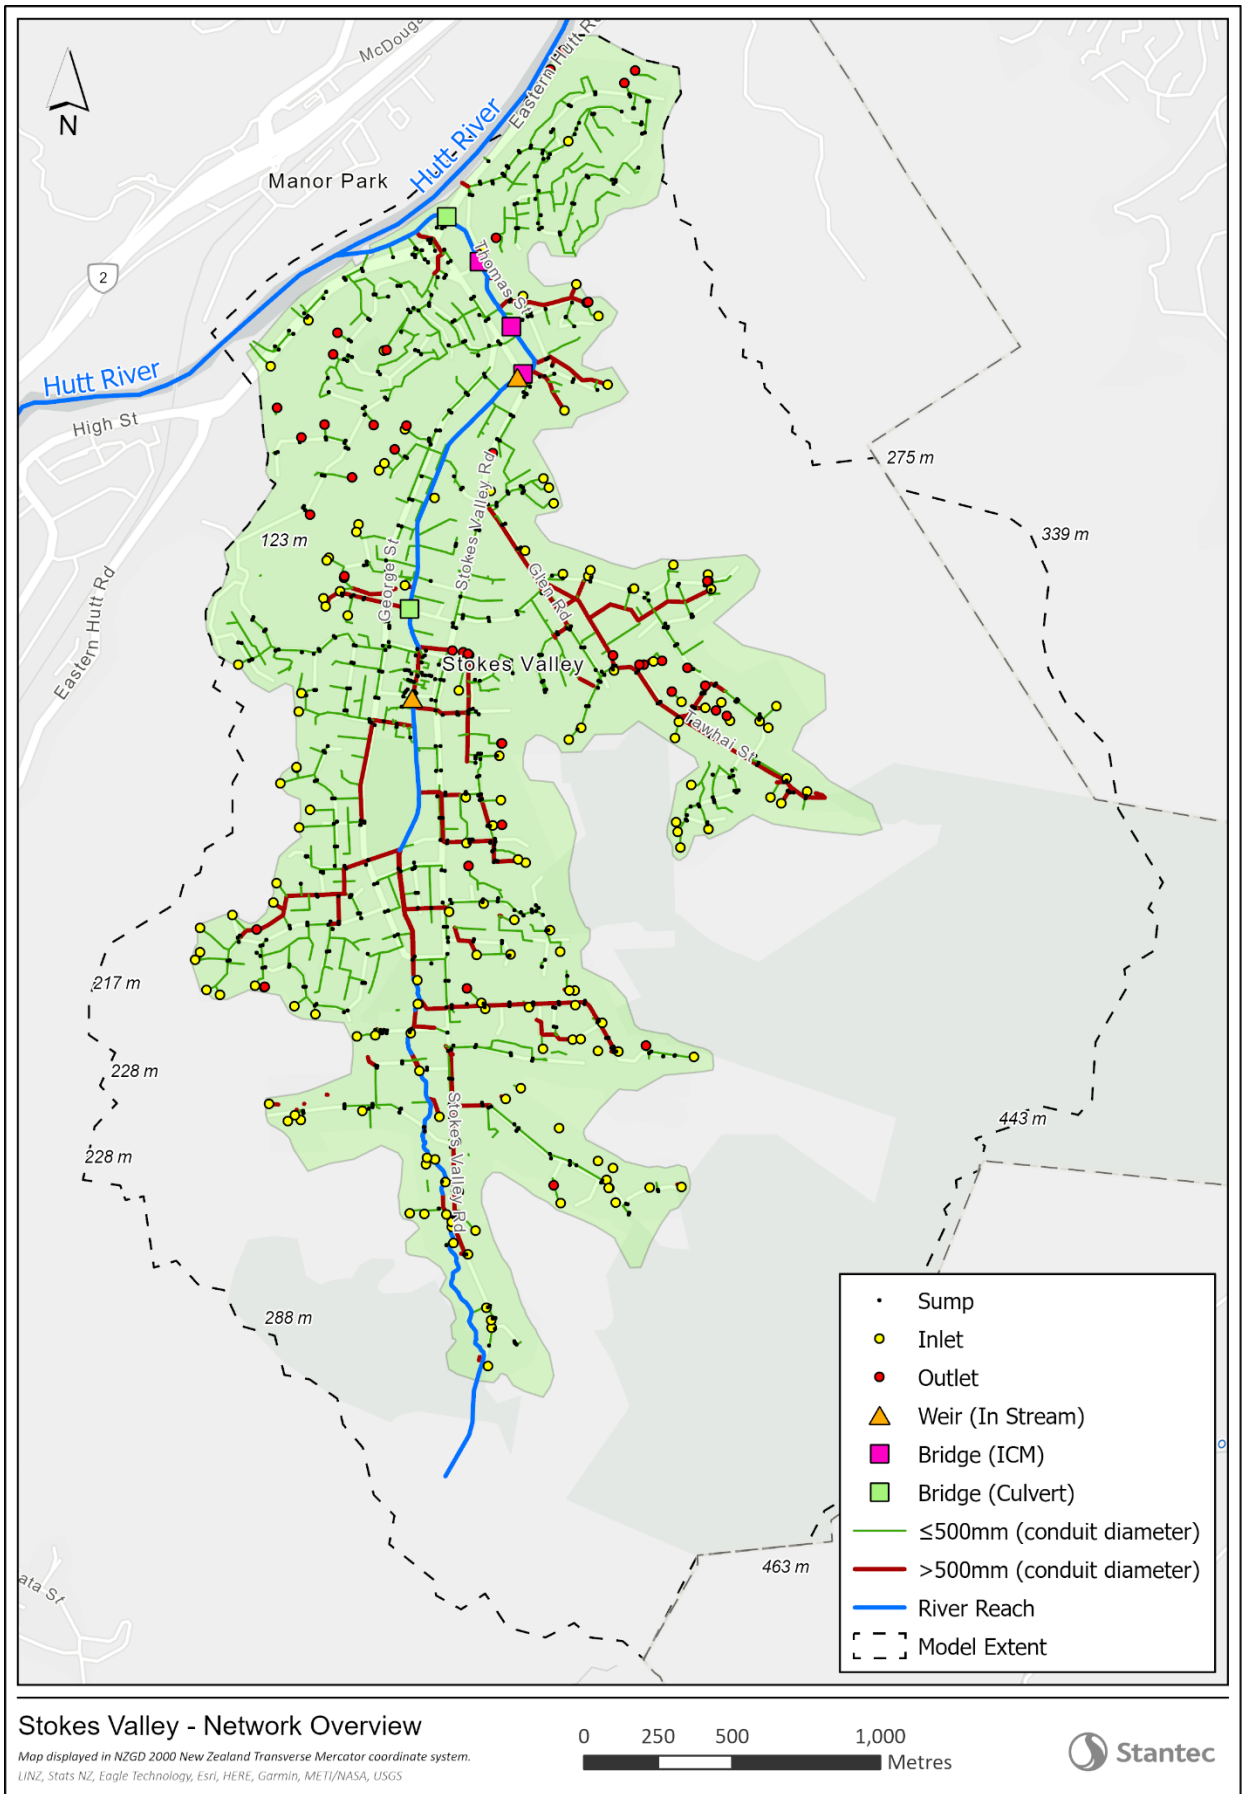 McDoug
Eastern Hutt R
N
Hutt River
Manor Park
2
Thomas St
Hutt River
High St
275 m
Stokes Valley Rd
339 m
123 m
George St
Glen Rd
Eastern Hutt Rd
Stokes Valley
Tawhai St
217 m
228 m
443 m
Stokes Valley Rd
228 m
288 m
463 m
ata St
o
Sump
Inlet
Outlet
Weir (In Stream)
Bridge (ICM)
Bridge (Culvert)
≤500mm (conduit diameter)
>500mm (conduit diameter)
River Reach
Model Extent
Stokes Valley - Network Overview
Map displayed in NZGD 2000 New Zealand Transverse Mercator coordinate system.
LINZ, Stats NZ, Eagle Technology, Esri, HERE, Garmin, METI/NASA, USGS
0 250 500 1,000
Metres
Stantec